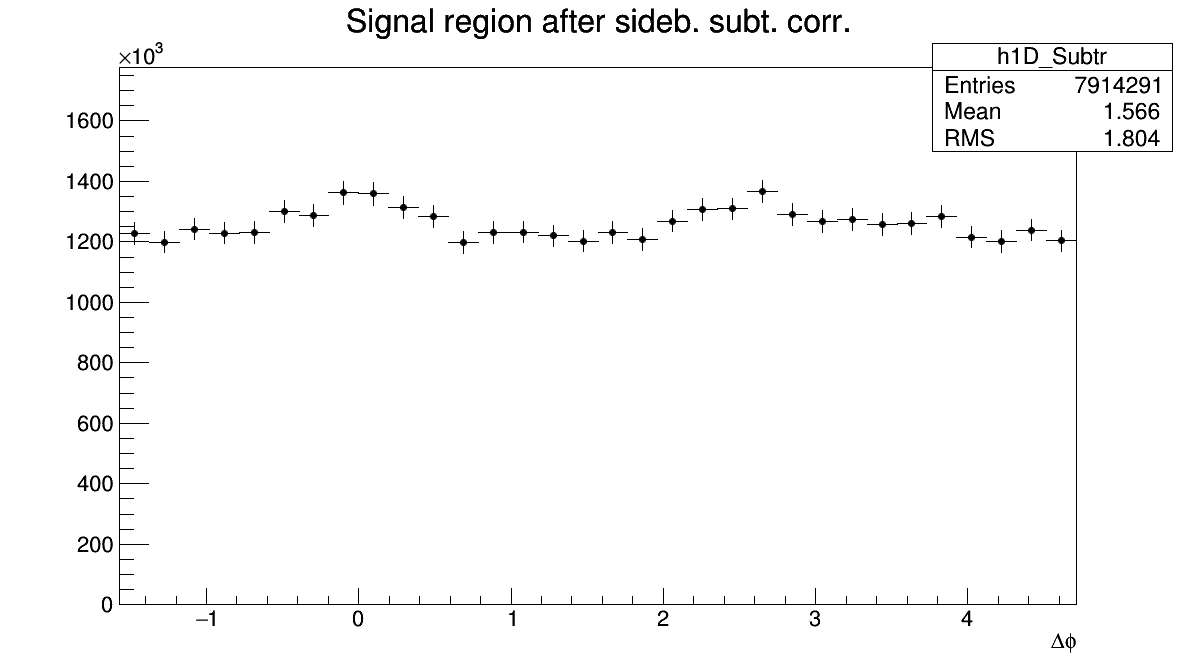 Signal region after sideb. subt. corr.
×10³
h1D_Subtr
Entries 7914291
Mean 1.566
RMS 1.804
1600
1400
1200
1000
800
600
400
200
0
−1 0 1 2 3 4
Δϕ